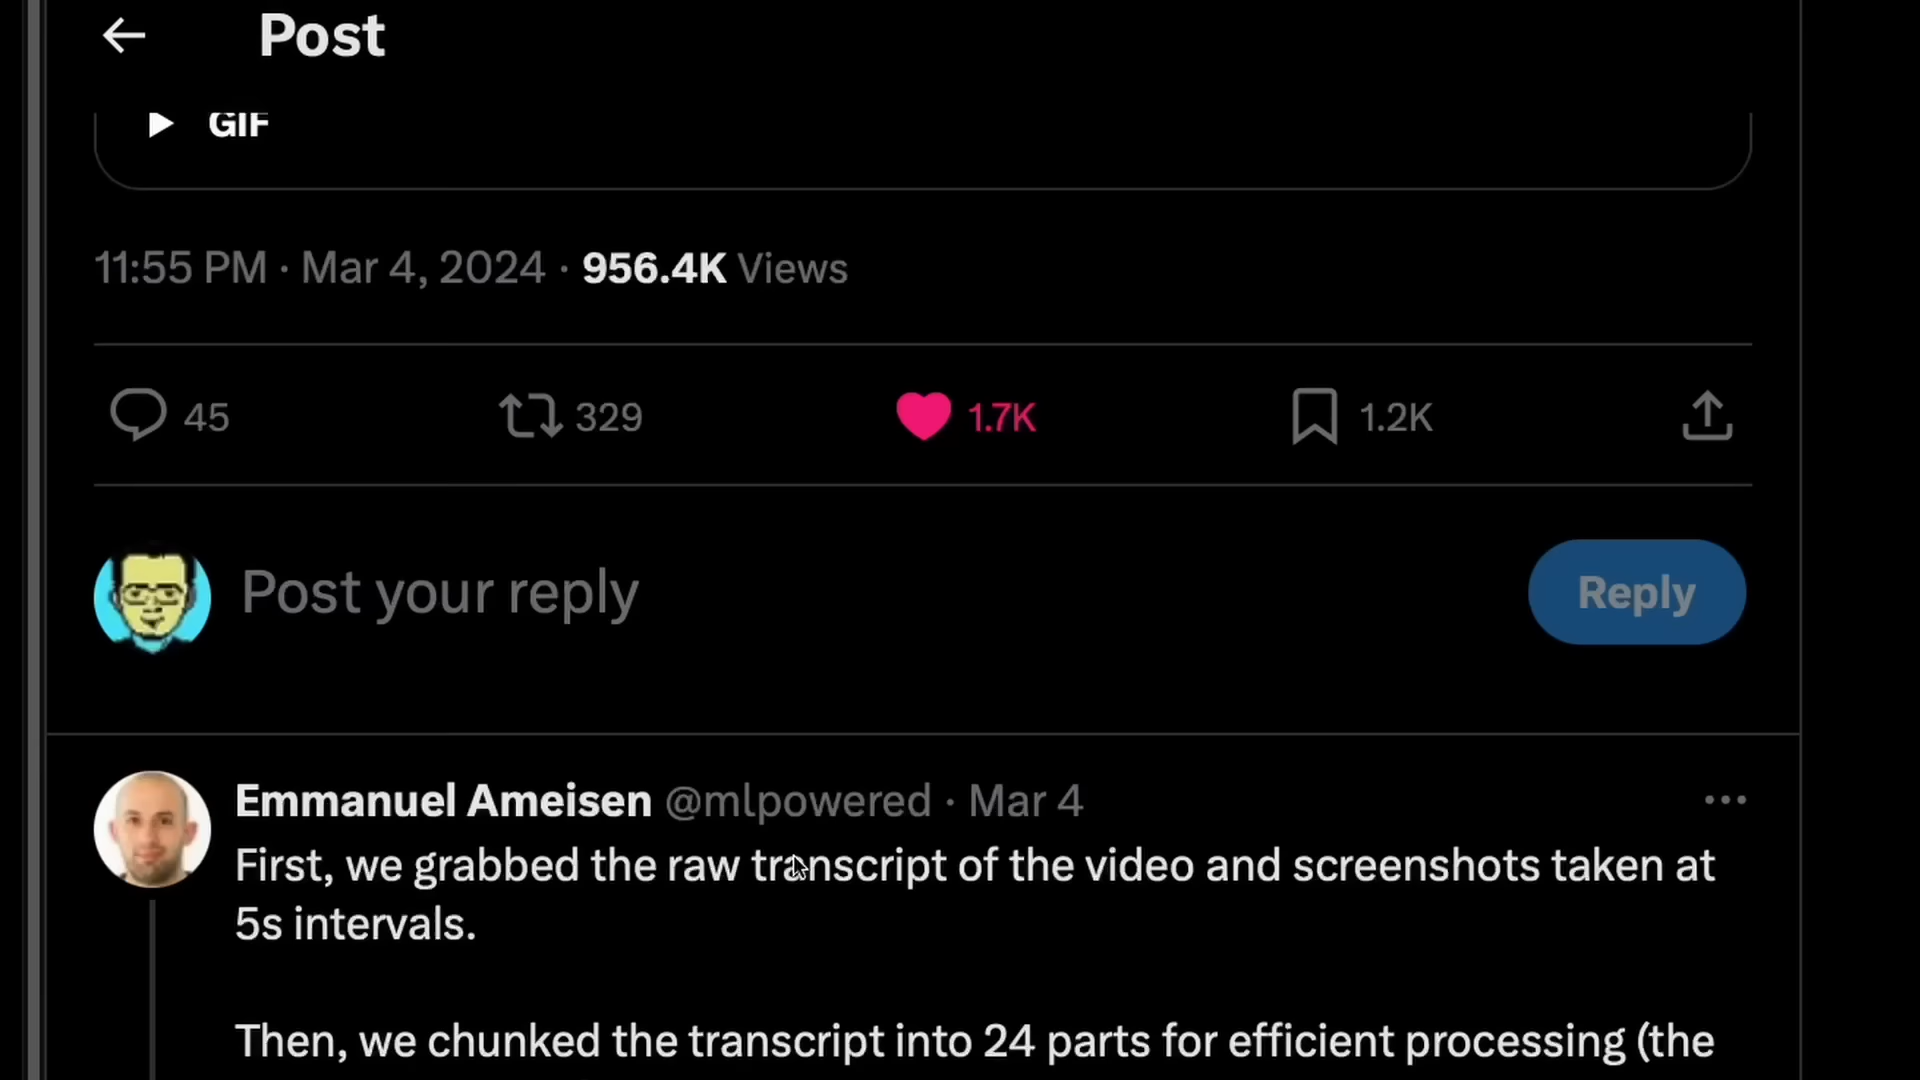 Post
GIF
11:55 PM · Mar 4, 2024 · 956.4K Views
45 329 1.7K 1.2K
Post your reply Reply
Emmanuel Ameisen @mlpowered · Mar 4
First, we grabbed the raw transcript of the video and screenshots taken at
5s intervals.
Then, we chunked the transcript into 24 parts for efficient processing (the